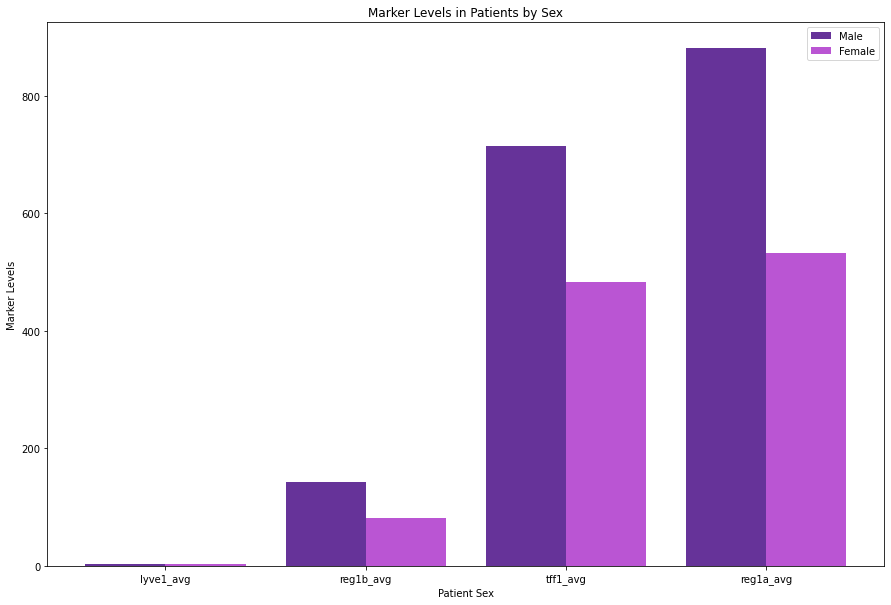 Marker Levels in Patients by Sex
Male
Female
Marker Levels
800
600
400
200
0
lyve1_avg
reg1b_avg
tff1_avg
reg1a_avg
Patient Sex